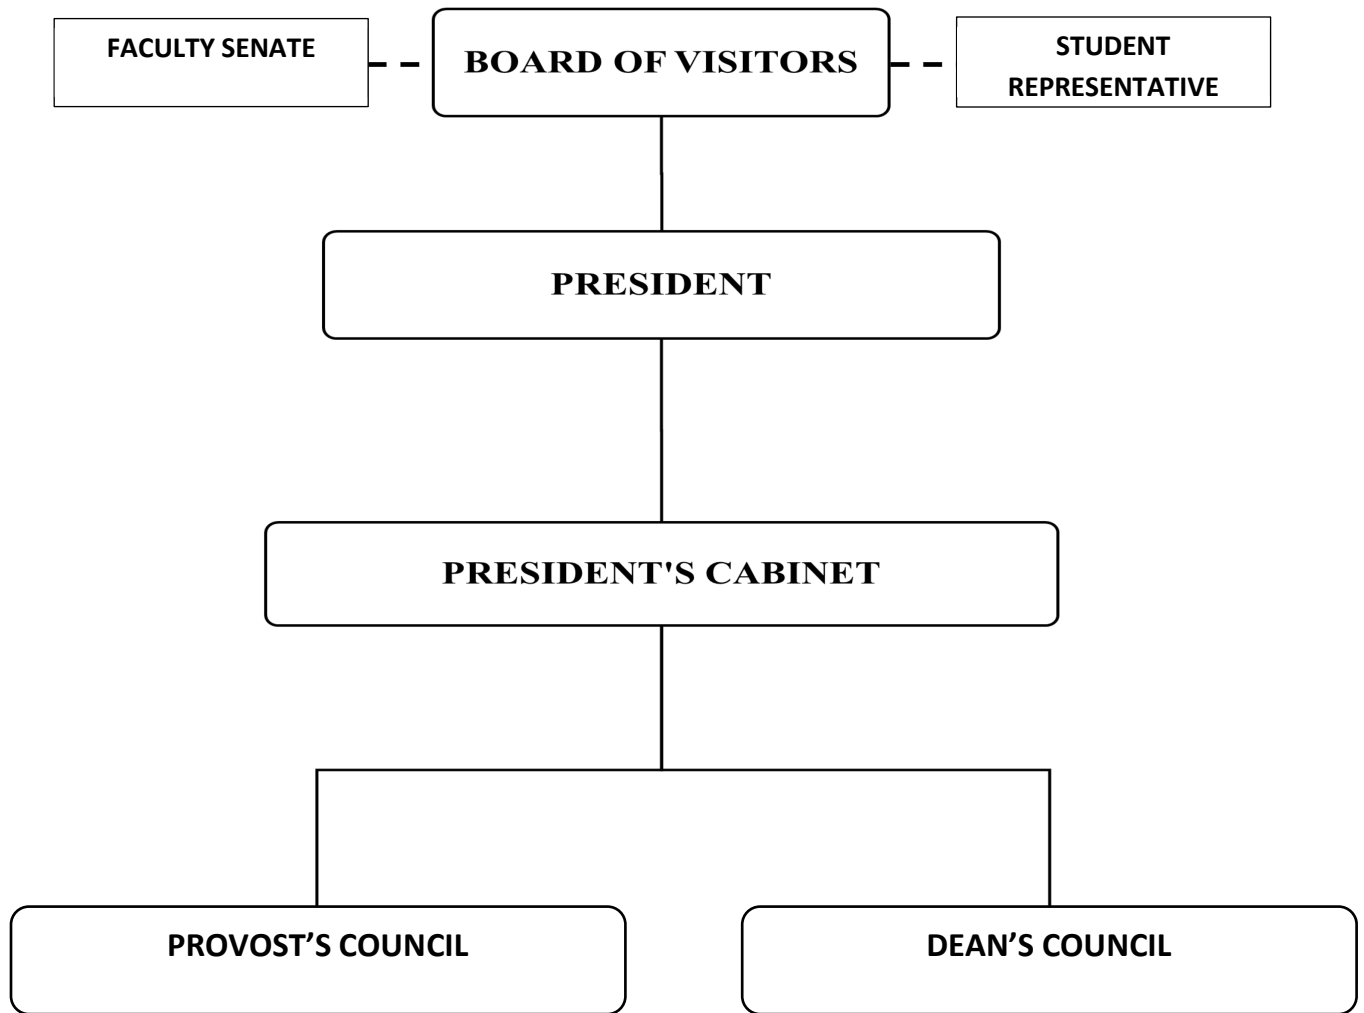 FACULTY SENATE
BOARD OF VISITORS
STUDENT
REPRESENTATIVE
PRESIDENT
PRESIDENT'S CABINET
PROVOST’S COUNCIL
DEAN’S COUNCIL